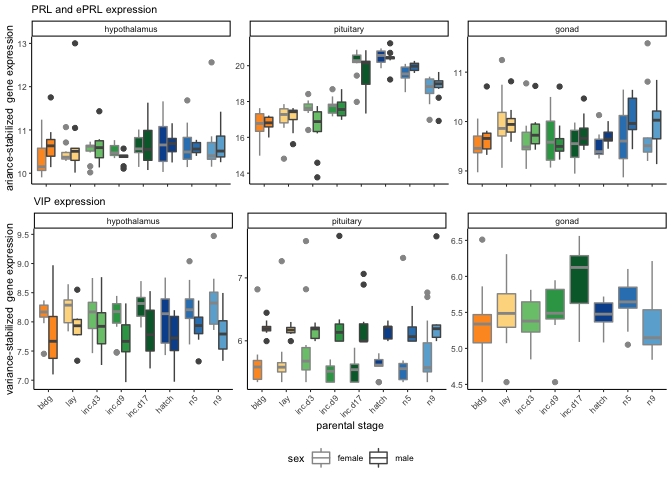 PRL and ePRL expression
hypothalamus
pituitary
gonad
ariance-stabilized gene expression
13
12
11
10
20
18
16
14
11
10
9
VIP expression
hypothalamus
pituitary
gonad
variance-stabilized gene expression
9.5
9.0
8.5
8.0
7.5
7.0
7
6
6.5
6.0
5.5
5.0
4.5
bldg lay inc.d3 inc.d9 inc.d17 hatch n5 n9
bldg lay inc.d3 inc.d9 inc.d17 hatch n5 n9
bldg lay inc.d3 inc.d9 inc.d17 hatch n5 n9
parental stage
sex female male